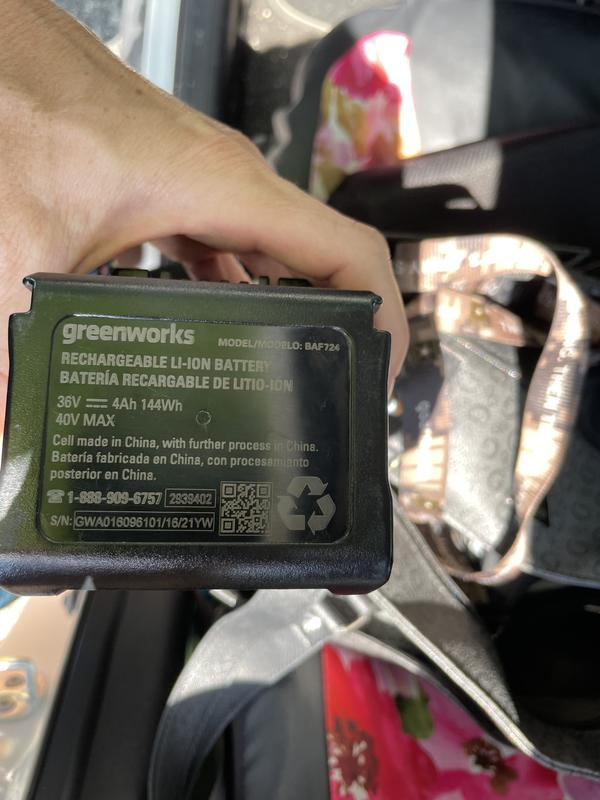 greenworks
MODEL/MODELO: BAF724
RECHARGEABLE LI-ION BATTERY
BATERÍA RECARGABLE DE LITIO-ION
36V 4Ah 144Wh
40V MAX
Cell made in China, with further process in China.
Batería fabricada en China, con procesamiento
posterior en China.
1-888-909-6757 2939402
S/N: GWA016096101/16/21YW